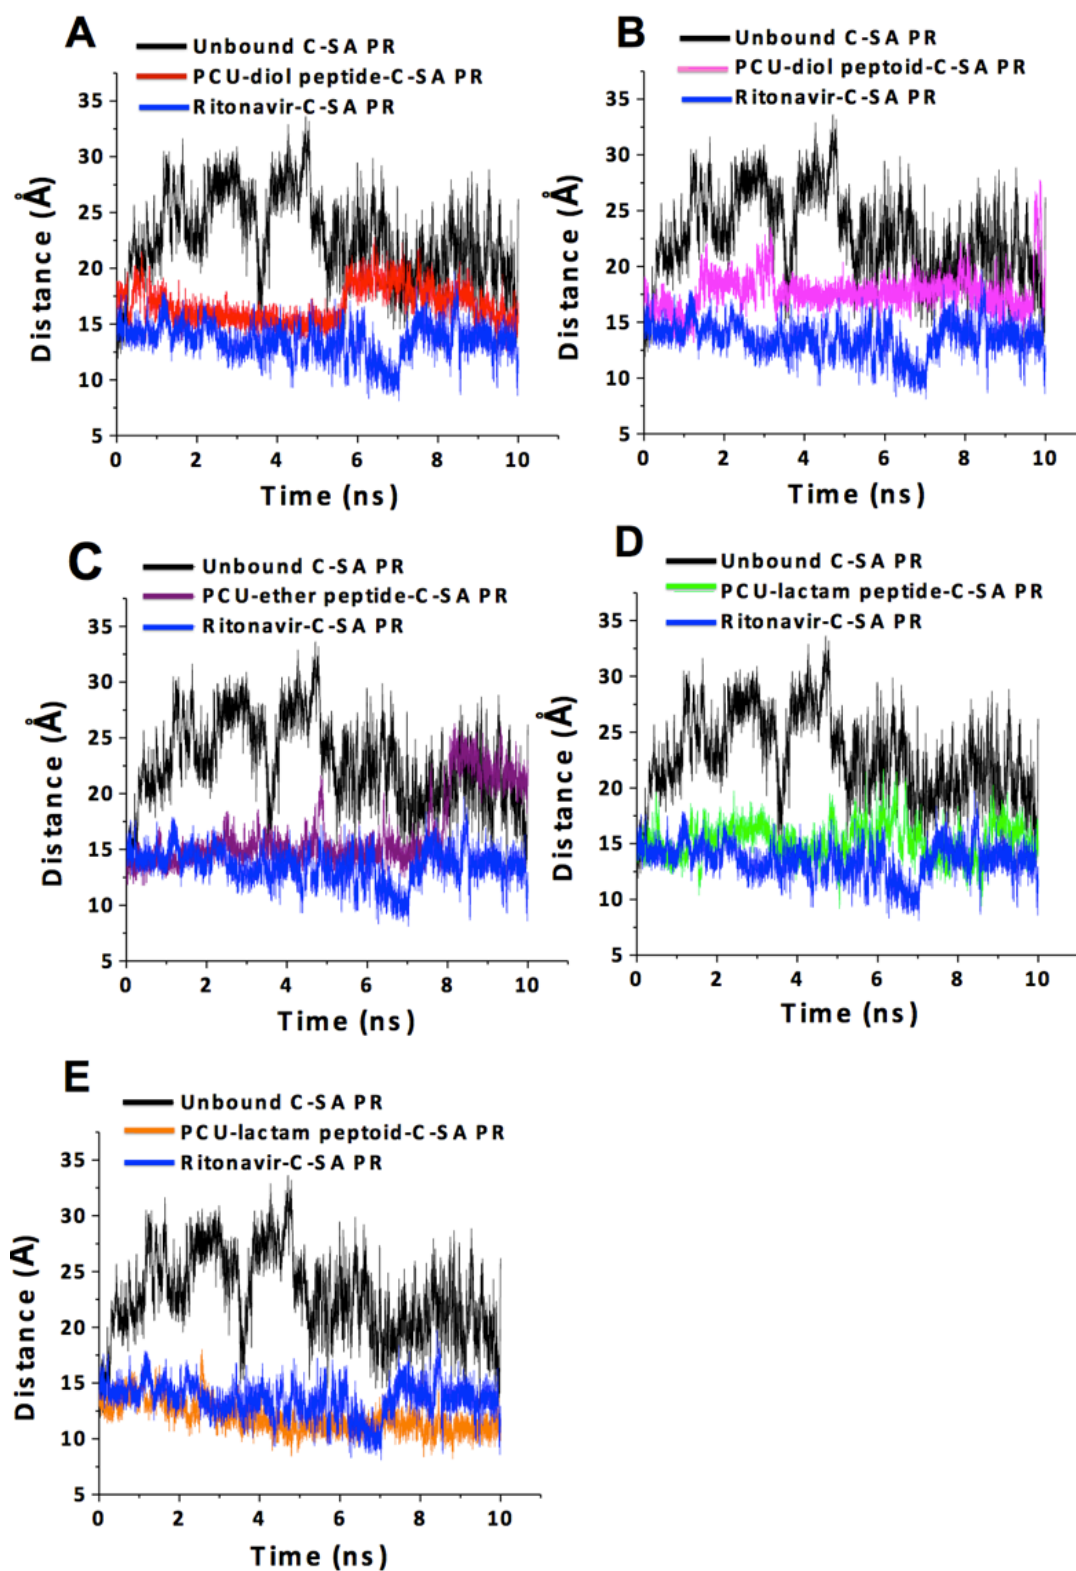 A
Unbound C-SA PR
PCU-diol peptide-C-SA PR
Ritonavir-C-SA PR
35
30
25
20
15
10
5
Distance (Å)
0 2 4 6 8 10
Time (ns)
B
Unbound C-SA PR
PCU-diol peptoid-C-SA PR
Ritonavir-C-SA PR
35
30
25
20
15
10
5
Distance (Å)
0 2 4 6 8 10
Time (ns)
C
Unbound C-SA PR
PCU-ether peptide-C-SA PR
Ritonavir-C-SA PR
35
30
25
20
15
10
5
Distance (Å)
0 2 4 6 8 10
Time (ns)
D
Unbound C-SA PR
PCU-lactam peptide-C-SA PR
Ritonavir-C-SA PR
35
30
25
20
15
10
5
Distance (Å)
0 2 4 6 8 10
Time (ns)
E
Unbound C-SA PR
PCU-lactam peptoid-C-SA PR
Ritonavir-C-SA PR
35
30
25
20
15
10
5
Distance (Å)
0 2 4 6 8 10
Time (ns)